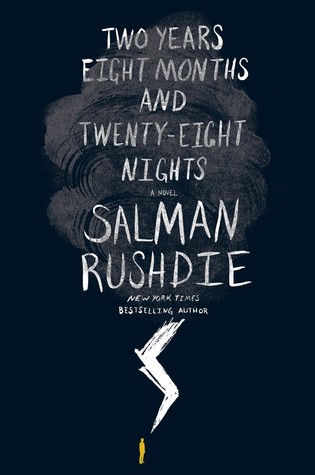 TWO YEARS
EIGHT MONTHS
AND
TWENTY-EIGHT
NIGHTS
A NOVEL
SALMAN
RUSHDIE
NEW YORK TIMES
BESTSELLING AUTHOR